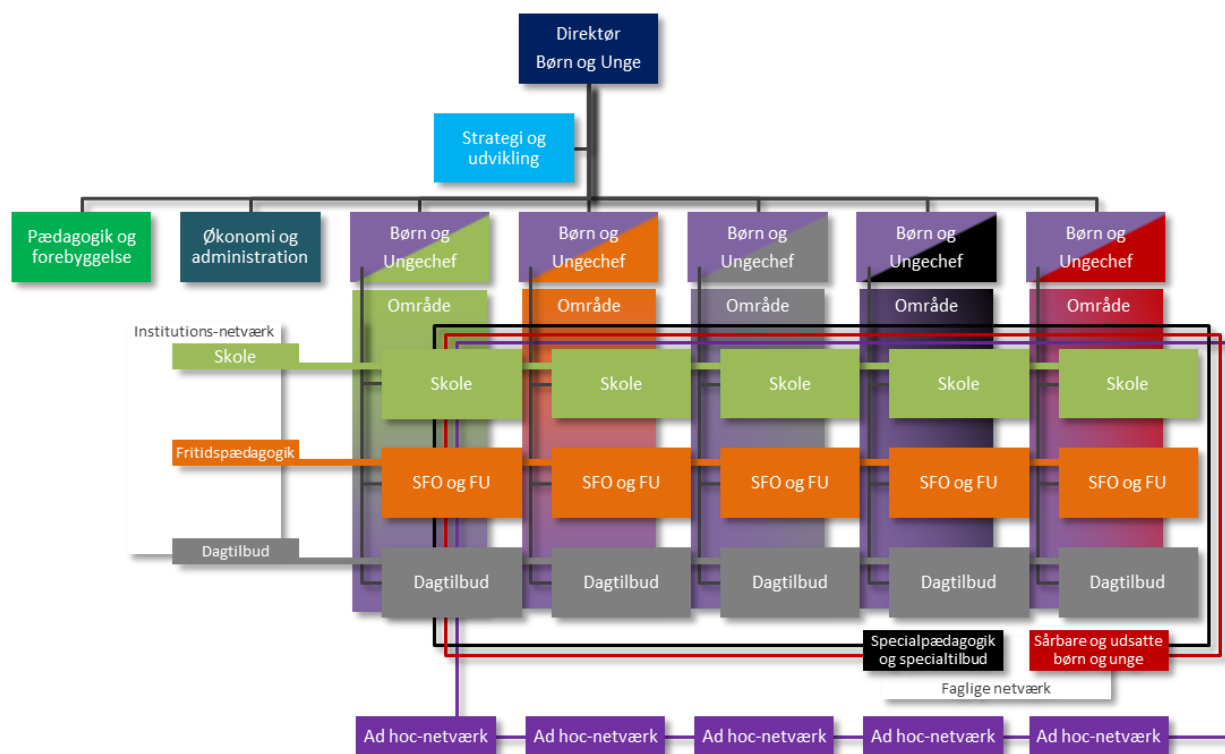 Direktør
Børn og Unge
Strategi og
udvikling
Pædagogik og
forebyggelse
Økonomi og
administration
Børn og
Ungechef
Børn og
Ungechef
Børn og
Ungechef
Børn og
Ungechef
Børn og
Ungechef
Område
Område
Område
Område
Område
Institutions-netværk
Skole
Skole
Skole
Skole
Skole
Skole
Fritidspædagogik
SFO og FU
SFO og FU
SFO og FU
SFO og FU
SFO og FU
Dagtilbud
Dagtilbud
Dagtilbud
Dagtilbud
Dagtilbud
Dagtilbud
Specialpædagogik
og specialtilbud
Sårbare og udsatte
børn og unge
Faglige netværk
Ad hoc-netværk
Ad hoc-netværk
Ad hoc-netværk
Ad hoc-netværk
Ad hoc-netværk